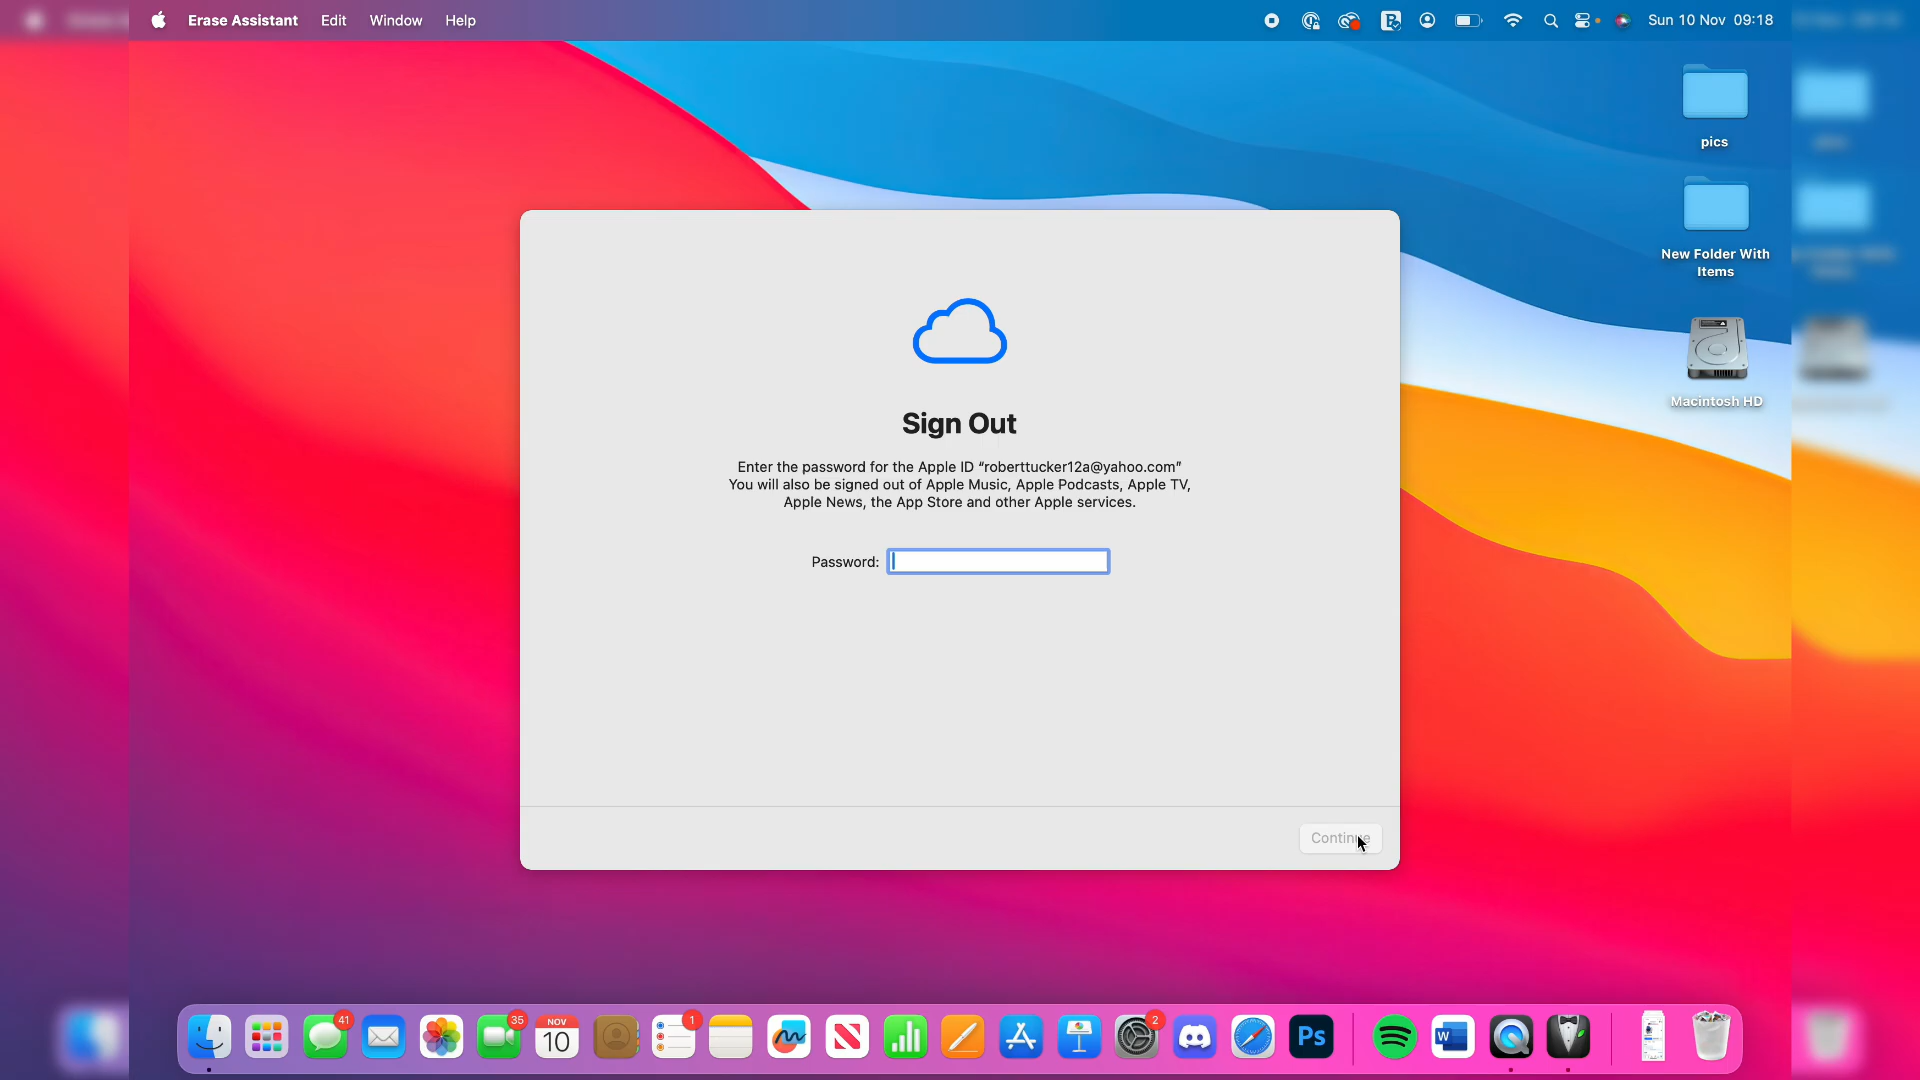 Erase Assistant Edit Window Help Sun 10 Nov 09:18
pics
New Folder With
Items
Macintosh HD
Sign Out
Enter the password for the Apple ID “roberttucker12a@yahoo.com”
You will also be signed out of Apple Music, Apple Podcasts, Apple TV,
Apple News, the App Store and other Apple services.
Password:
Continue
41
35
NOV
10
1
2
Ps
W